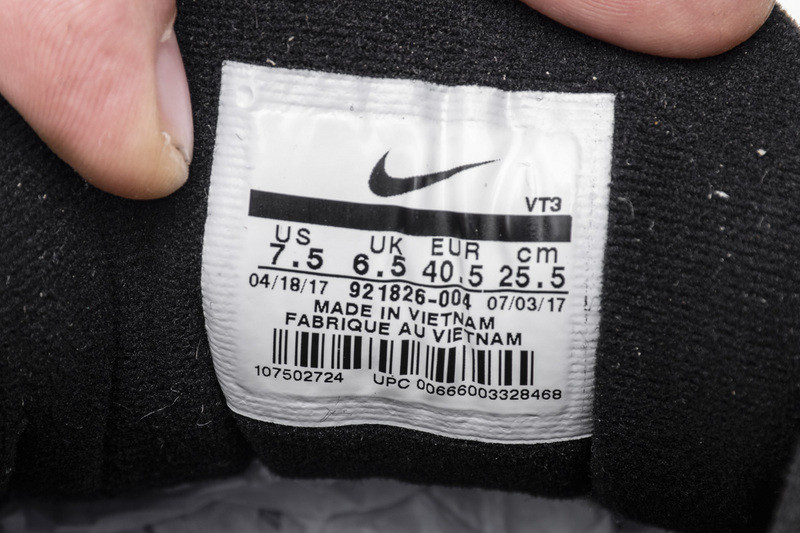 VT3
US UK EUR cm
7.5 6.5 40.5 25.5
04/18/17 921826-004 07/03/17
MADE IN VIETNAM
FABRIQUE AU VIETNAM
107502724 UPC 00666003328468